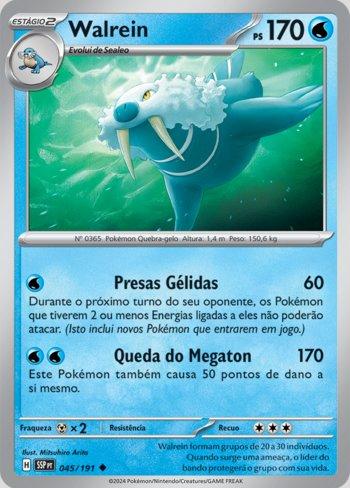 ESTÁGIO 2
Walrein
PS 170
Evolui de Sealeo
Nº 0365 Pokémon Quebra-gelo Altura: 1,4 m Peso: 150,6 kg
Presas Gélidas 60
Durante o próximo turno do seu oponente, os Pokémon
que tiverem 2 ou menos Energias ligadas a eles não poderão
atacar. (Isto inclui novos Pokémon que entrarem em jogo.)
Queda do Megaton 170
Este Pokémon também causa 50 pontos de dano a
si mesmo.
Fraqueza ×2 Resistência Recuo
Ilust. Mitsuhiro Arita
H SSP PT 045/191
Walrein formam grupos de 20 a 30 indivíduos.
Quando surge uma ameaça, o líder do
bando protegerá o grupo com sua vida.
©2024 Pokémon/Nintendo/Creatures/GAME FREAK